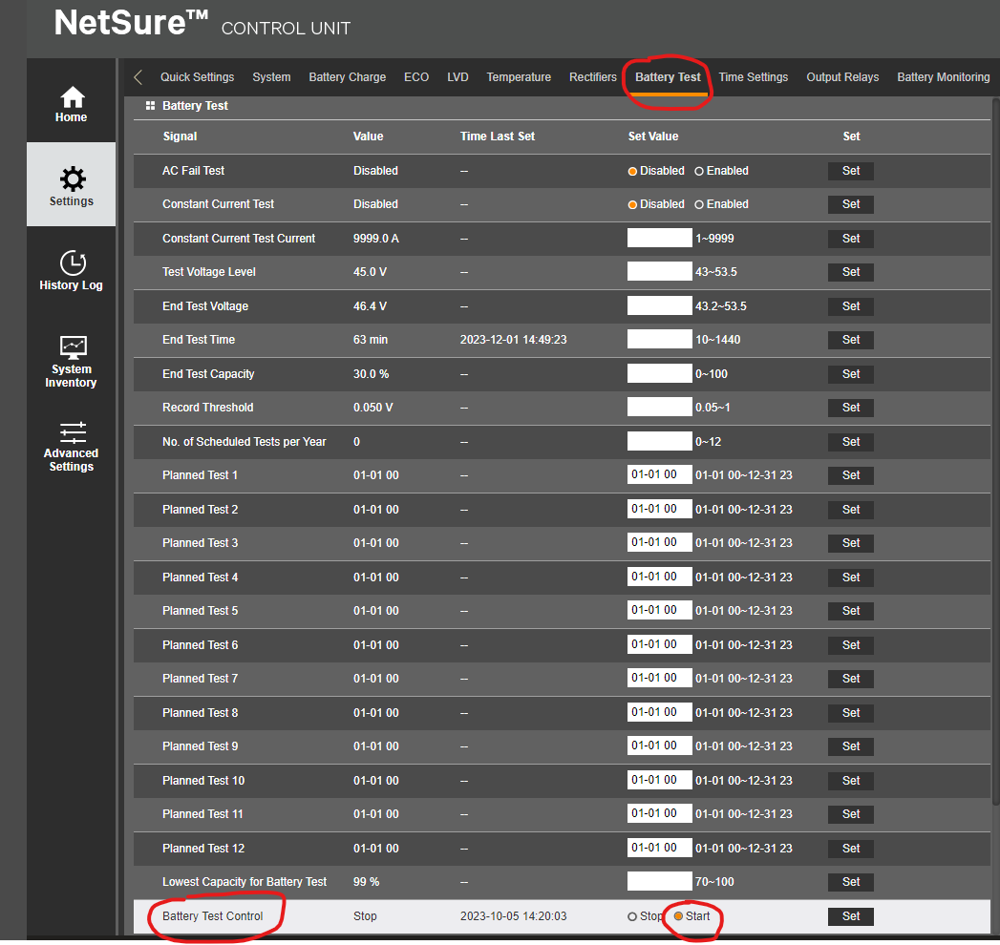 NetSure™ CONTROL UNIT
Quick Settings System Battery Charge ECO LVD Temperature Rectifiers Battery Test Time Settings Output Relays Battery Monitoring
Home
Settings
History Log
System
Inventory
Advanced
Settings
Battery Test
Signal Value Time Last Set Set Value Set
AC Fail Test Disabled -- Disabled Enabled Set
Constant Current Test Disabled -- Disabled Enabled Set
Constant Current Test Current 9999.0 A -- 1~9999 Set
Test Voltage Level 45.0 V -- 43~53.5 Set
End Test Voltage 46.4 V -- 43.2~53.5 Set
End Test Time 63 min 2023-12-01 14:49:23 10~1440 Set
End Test Capacity 30.0 % -- 0~100 Set
Record Threshold 0.050 V -- 0.05~1 Set
No. of Scheduled Tests per Year 0 -- 0~12 Set
Planned Test 1 01-01 00 -- 01-01 00 01-01 00~12-31 23 Set
Planned Test 2 01-01 00 -- 01-01 00 01-01 00~12-31 23 Set
Planned Test 3 01-01 00 -- 01-01 00 01-01 00~12-31 23 Set
Planned Test 4 01-01 00 -- 01-01 00 01-01 00~12-31 23 Set
Planned Test 5 01-01 00 -- 01-01 00 01-01 00~12-31 23 Set
Planned Test 6 01-01 00 -- 01-01 00 01-01 00~12-31 23 Set
Planned Test 7 01-01 00 -- 01-01 00 01-01 00~12-31 23 Set
Planned Test 8 01-01 00 -- 01-01 00 01-01 00~12-31 23 Set
Planned Test 9 01-01 00 -- 01-01 00 01-01 00~12-31 23 Set
Planned Test 10 01-01 00 -- 01-01 00 01-01 00~12-31 23 Set
Planned Test 11 01-01 00 -- 01-01 00 01-01 00~12-31 23 Set
Planned Test 12 01-01 00 -- 01-01 00 01-01 00~12-31 23 Set
Lowest Capacity for Battery Test 99 % -- 70~100 Set
Battery Test Control Stop 2023-10-05 14:20:03 Stop Start Set